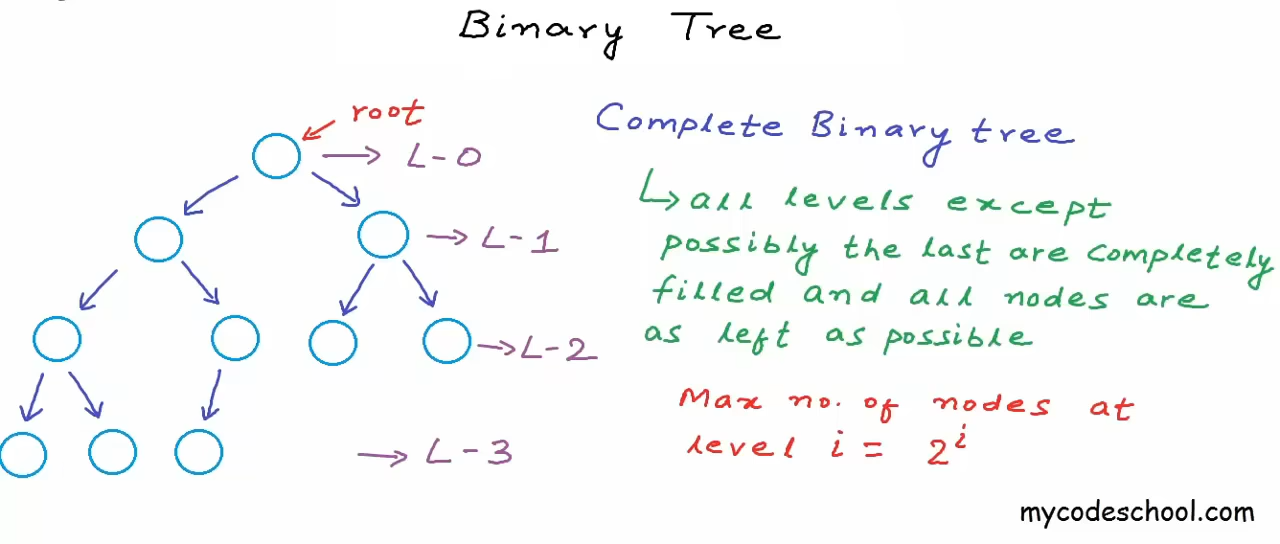 Binary Tree
root
L-0
L-1
L-2
L-3
Complete Binary tree
all levels except
possibly the last are completely
filled and all nodes are
as left as possible
Max no. of nodes at
level i = 2^i
mycodeschool.com